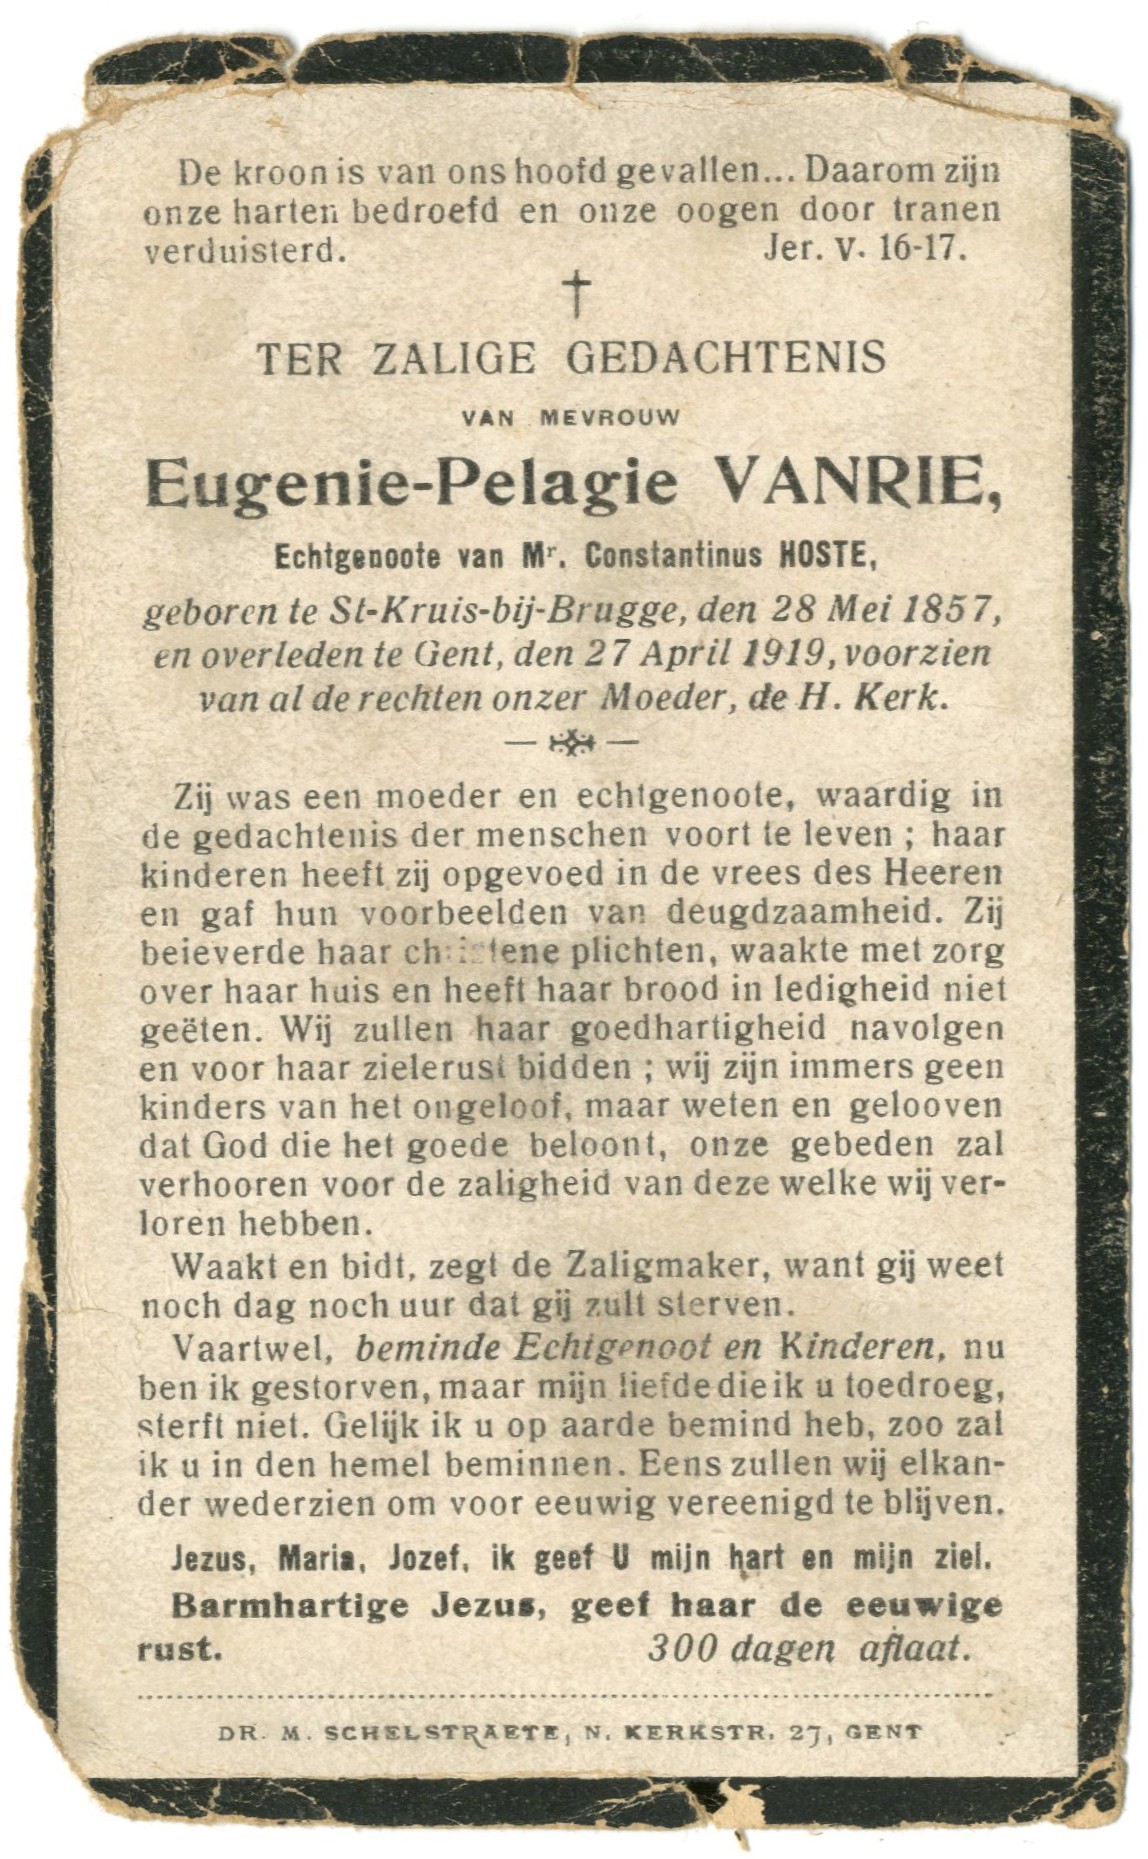 De kroon is van ons hoofd gevallen... Daarom zijn
onze harten bedroefd en onze oogen door tranen
verduisterd. Jer. V. 16-17.
TER ZALIGE GEDACHTENIS
VAN MEVROUW
Eugenie-Pelagie VANRIE,
Echtgenoote van Mr. Constantinus HOSTE,
geboren te St-Kruis-bij-Brugge, den 28 Mei 1857,
en overleden te Gent, den 27 April 1919, voorzien
van al de rechten onzer Moeder, de H. Kerk.
Zij was een moeder en echtgenoote, waardig in
de gedachtenis der menschen voort te leven ; haar
kinderen heeft zij opgevoed in de vrees des Heeren
en gaf hun voorbeelden van deugdzaamheid. Zij
beieverde haar christene plichten, waakte met zorg
over haar huis en heeft haar brood in ledigheid niet
geëten. Wij zullen haar goedhartigheid navolgen
en voor haar zielerust bidden ; wij zijn immers geen
kinders van het ongeloof, maar weten en gelooven
dat God die het goede beloont, onze gebeden zal
verhooren voor de zaligheid van deze welke wij ver-
loren hebben.
Waakt en bidt, zegt de Zaligmaker, want gij weet
noch dag noch uur dat gij zult sterven.
Vaartwel, beminde Echtgenoot en Kinderen, nu
ben ik gestorven, maar mijn liefde die ik u toedroeg,
sterft niet. Gelijk ik u op aarde bemind heb, zoo zal
ik u in den hemel beminnen. Eens zullen wij elkan-
der wederzien om voor eeuwig vereenigd te blijven.
Jezus, Maria, Jozef, ik geef U mijn hart en mijn ziel.
Barmhartige Jezus, geef haar de eeuwige
rust. 300 dagen aflaat.
DR. M. SCHELSTRAETE, N. KERKSTR. 27, GENT